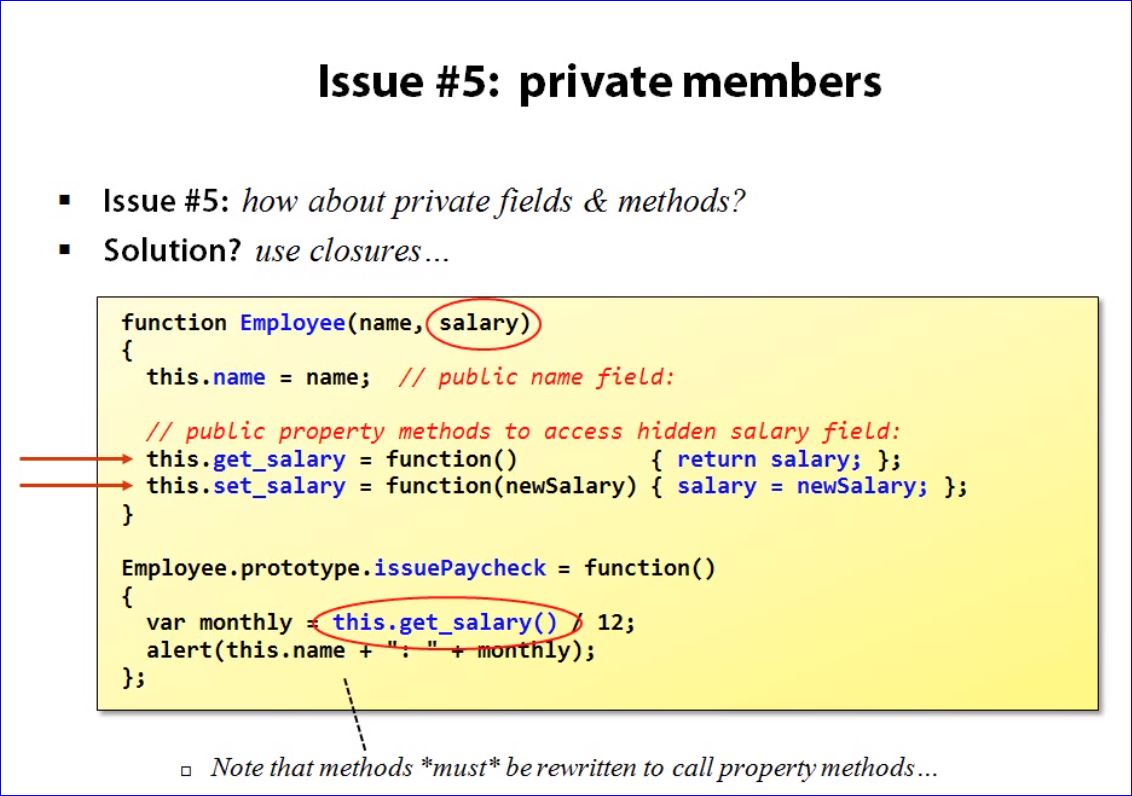 Issue #5: private members
▪ Issue #5: how about private fields & methods?
▪ Solution? use closures…
function Employee(name, salary)
{
  this.name = name;  // public name field:
  // public property methods to access hidden salary field:
  this.get_salary = function()          { return salary; };
  this.set_salary = function(newSalary) { salary = newSalary; };
}
Employee.prototype.issuePaycheck = function()
{
  var monthly = this.get_salary() / 12;
  alert(this.name + ": " + monthly);
};
□ Note that methods *must* be rewritten to call property methods…